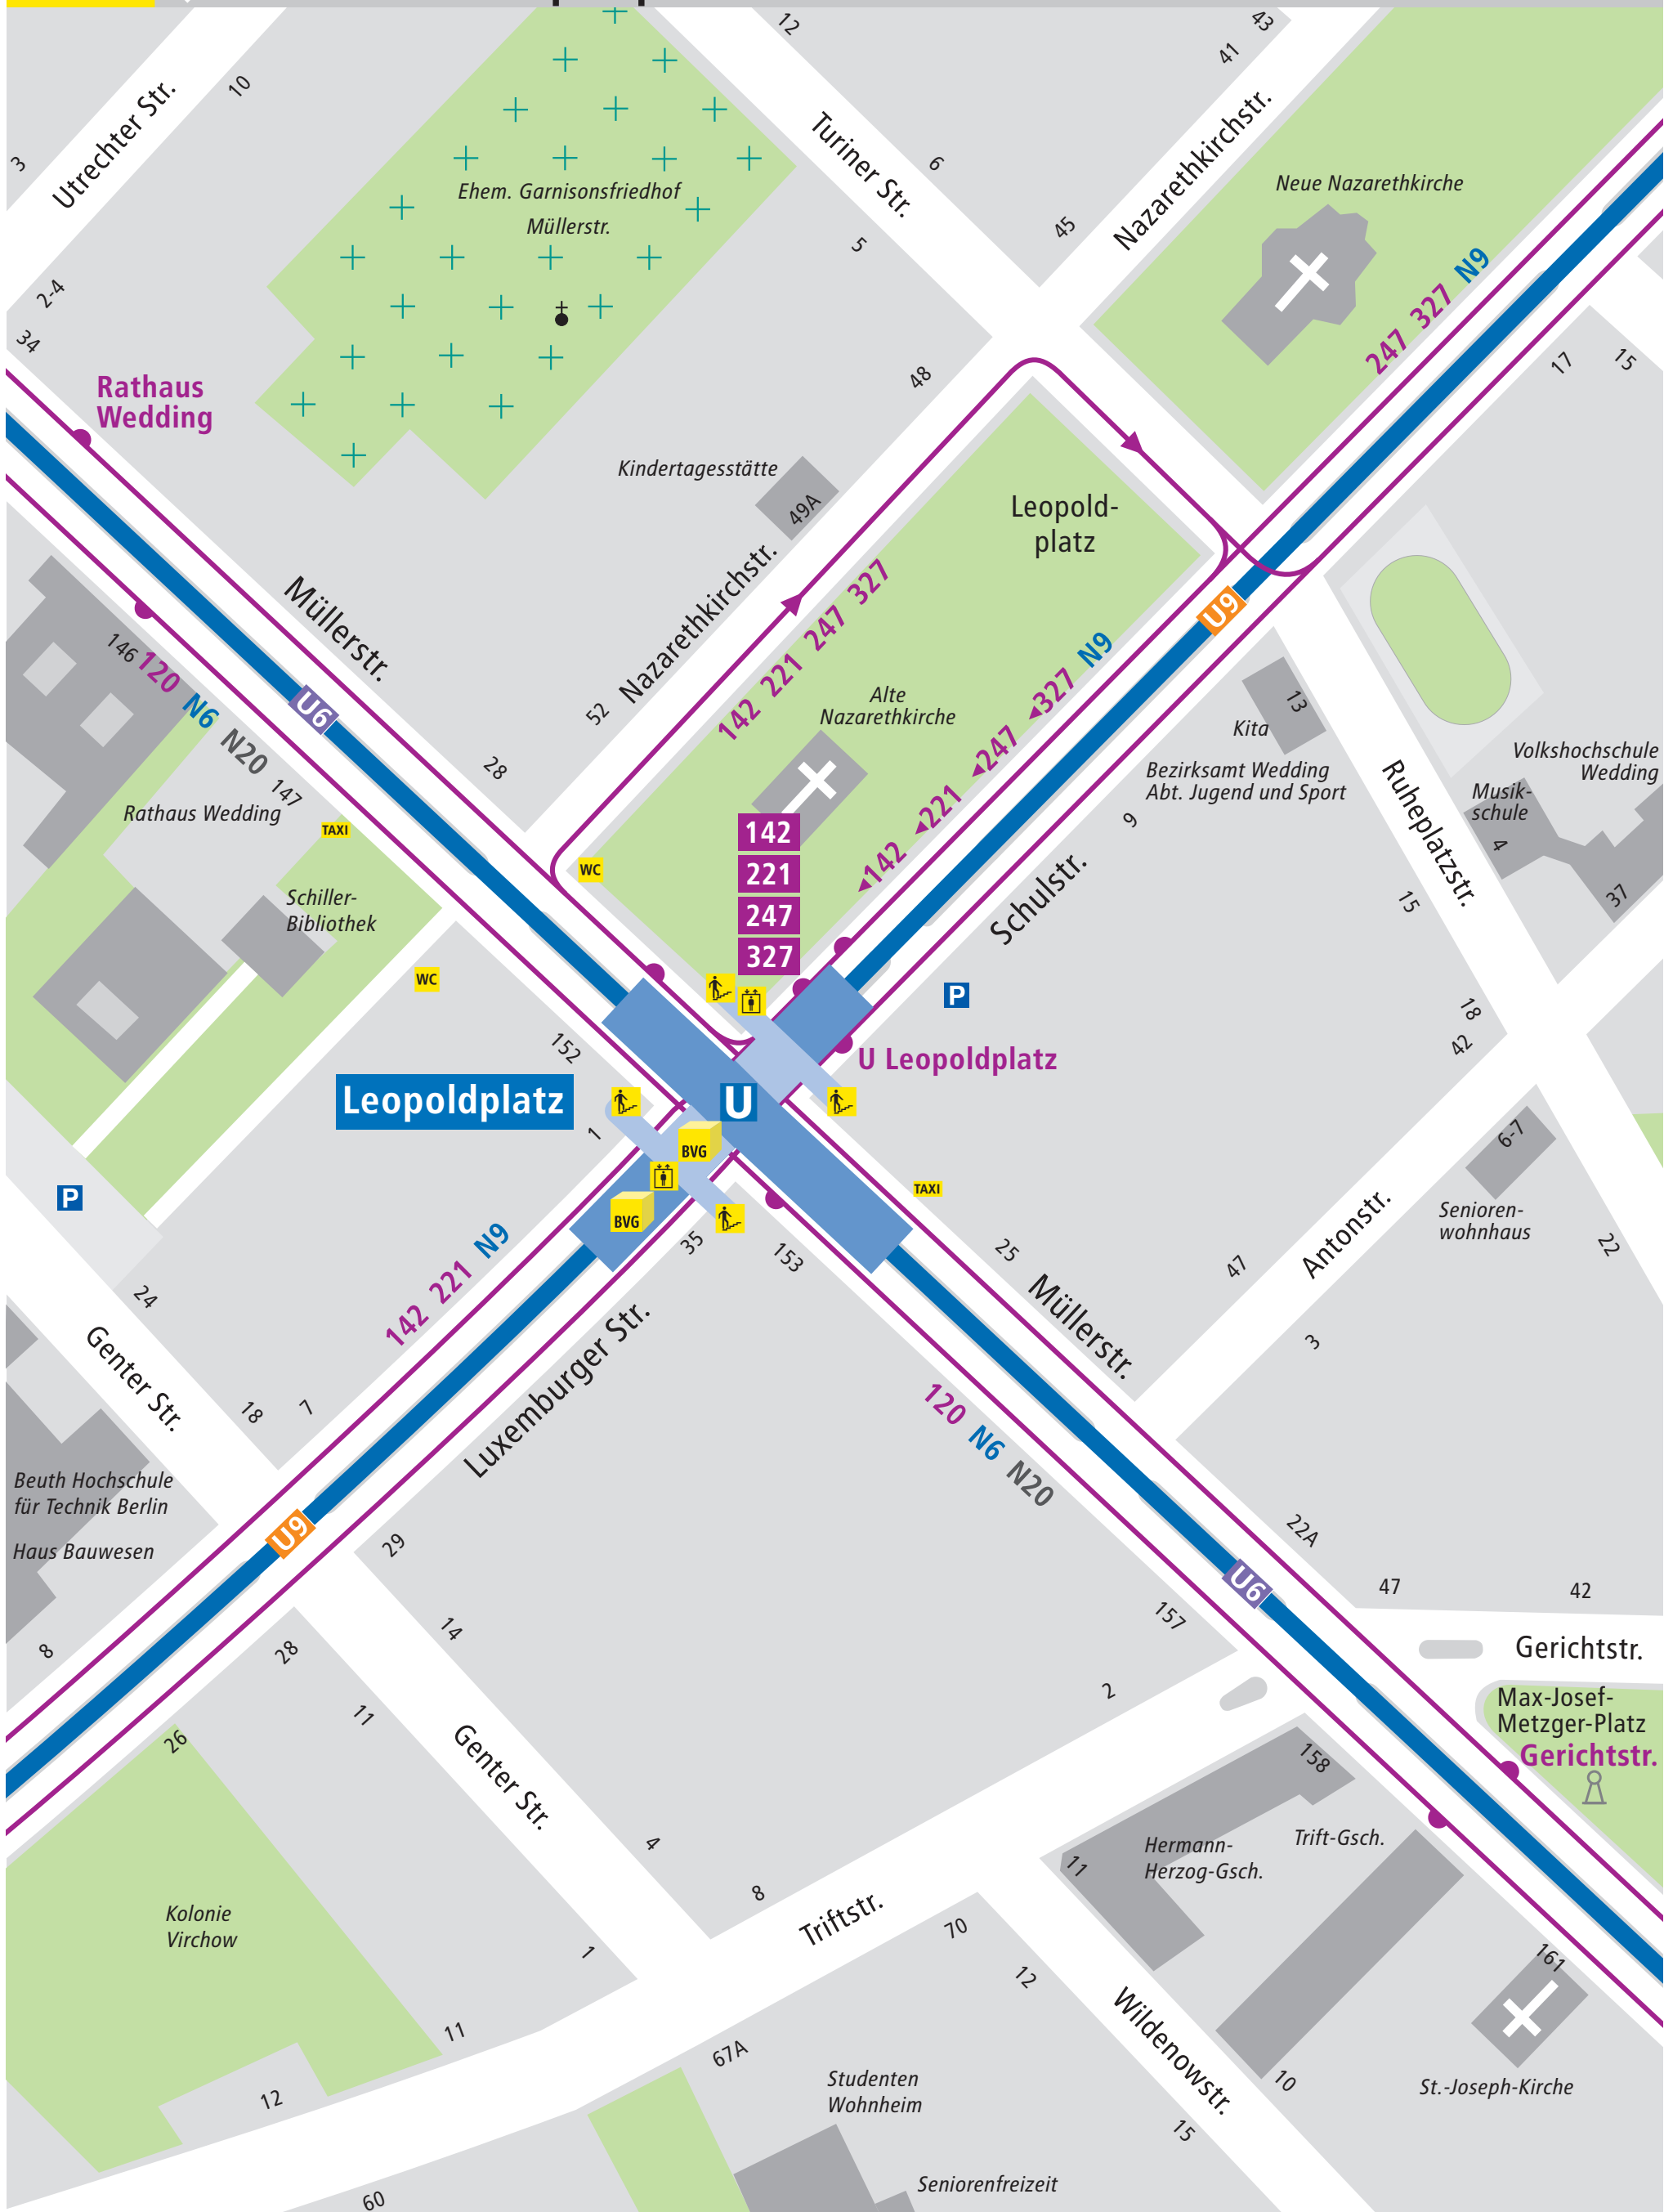 12
43
41
10
Utrechter Str.
3
Turiner Str.
6
Nazarethkirchstr.
Neue Nazarethkirche
Ehem. Garnisonsfriedhof
Müllerstr.
45
5
247 327 N9
2-4
34
17
15
48
Rathaus
Wedding
Kindertagesstätte
49A
Leopold-
platz
Müllerstr.
Nazarethkirchstr.
142 221 247 327
U9
146
120 N6 N20
U6
52
Alte
Nazarethkirche
142 221 247 327 N9
13
Kita
Bezirksamt Wedding
Abt. Jugend und Sport
Volkshochschule
Wedding
Musik-
schule
4
37
28
147
Rathaus Wedding
TAXI
9
Ruheplatzstr.
142
221
247
327
WC
Schiller-
Bibliothek
Schulstr.
15
WC
P
18
42
152
U Leopoldplatz
Leopoldplatz
U
1
BVG
6-7
P
TAXI
BVG
Senioren-
wohnhaus
22
35
153
25
47
Antonstr.
142 221 N9
24
Genter Str.
Luxemburger Str.
Müllerstr.
3
18
7
120 N6 N20
Beuth Hochschule
für Technik Berlin
Haus Bauwesen
U9
29
22A
U6
47
42
157
14
8
28
Gerichtstr.
2
11
Max-Josef-
Metzger-Platz
Gerichtstr.
26
158
Genter Str.
Trift-Gsch.
Hermann-
Herzog-Gsch.
11
4
8
Kolonie
Virchow
Triftstr.
70
1
12
161
11
Wildenowstr.
67A
12
Studenten
Wohnheim
10
St.-Joseph-Kirche
15
Seniorenfreizeit
60